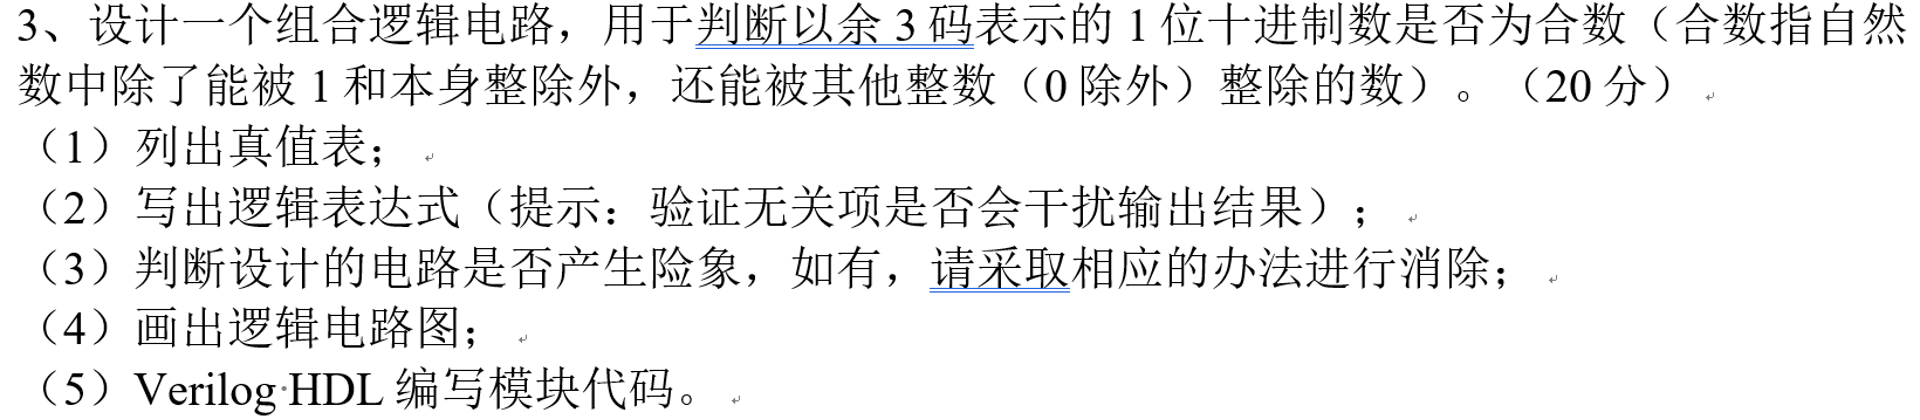 3、设计一个组合逻辑电路，用于判断以余 3 码表示的 1 位十进制数是否为合数（合数指自然
数中除了能被 1 和本身整除外，还能被其他整数（0 除外）整除的数）。（20 分）
（1）列出真值表；
（2）写出逻辑表达式（提示：验证无关项是否会干扰输出结果）；
（3）判断设计的电路是否产生险象，如有，请采取相应的办法进行消除；
（4）画出逻辑电路图；
（5）Verilog·HDL 编写模块代码。